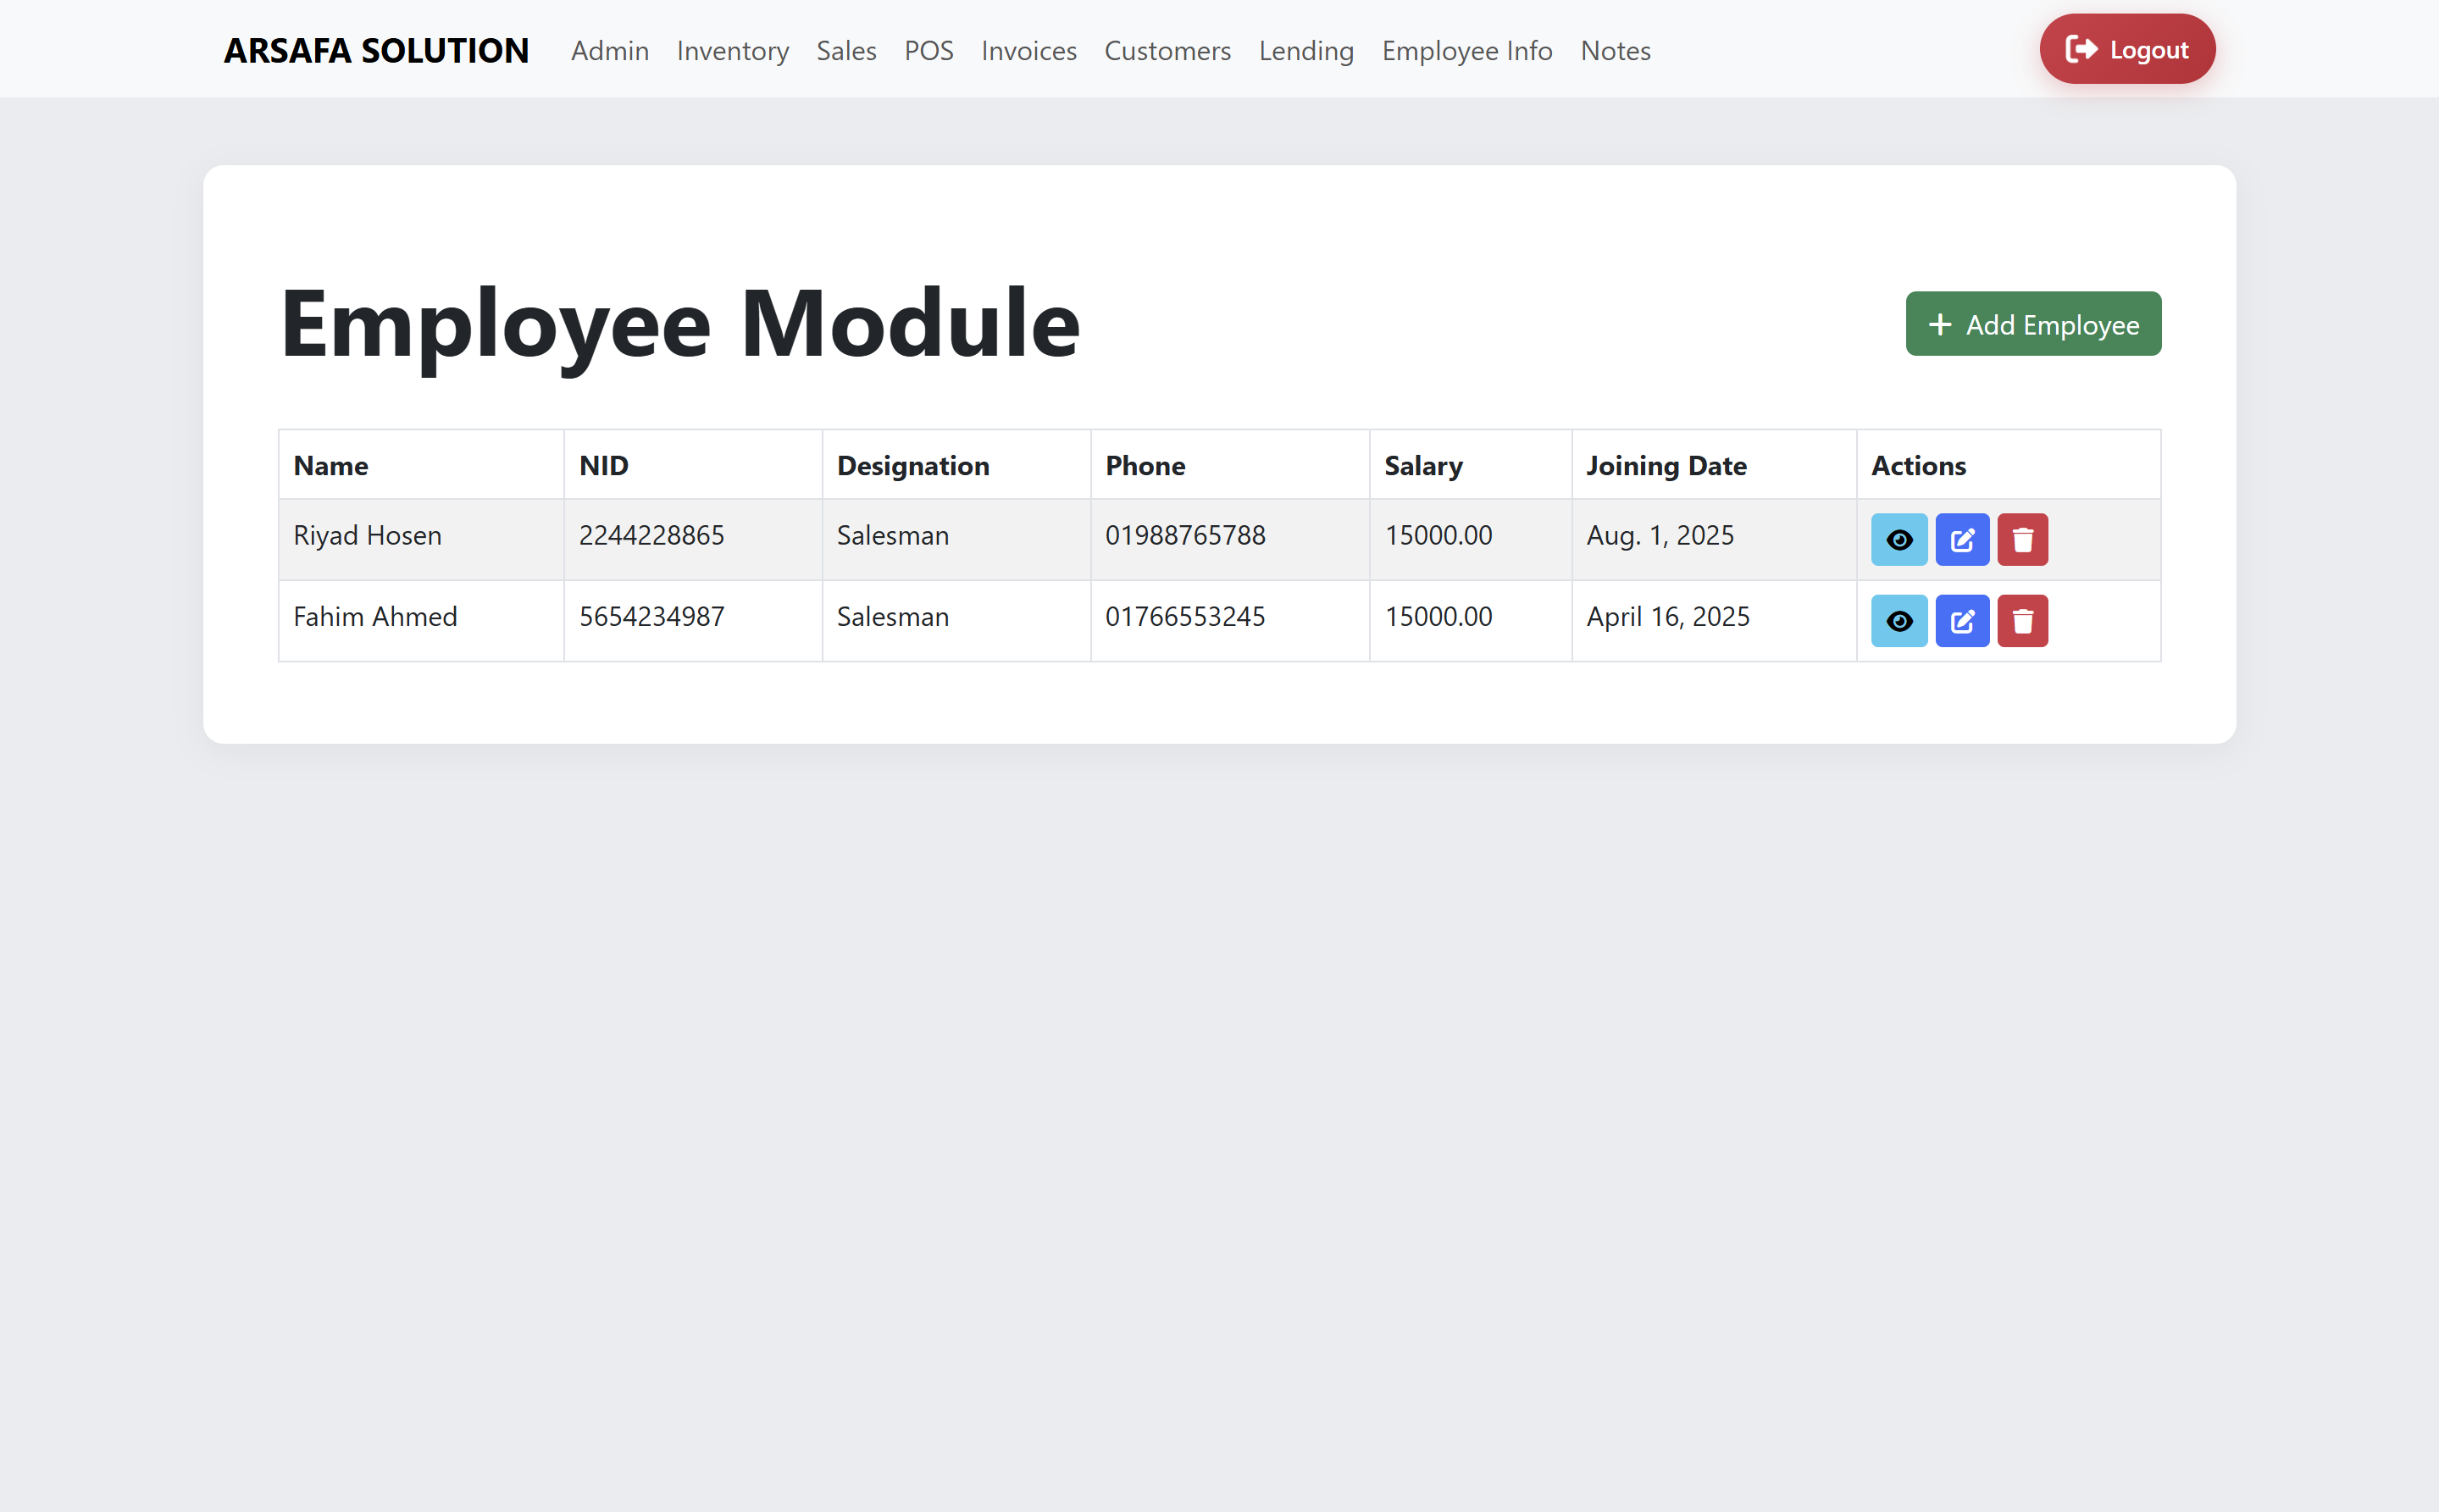 ARSAFA SOLUTION Admin Inventory Sales POS Invoices Customers Lending Employee Info Notes Logout
Employee Module Add Employee
Name NID Designation Phone Salary Joining Date Actions
Riyad Hosen 2244228865 Salesman 01988765788 15000.00 Aug. 1, 2025
Fahim Ahmed 5654234987 Salesman 01766553245 15000.00 April 16, 2025